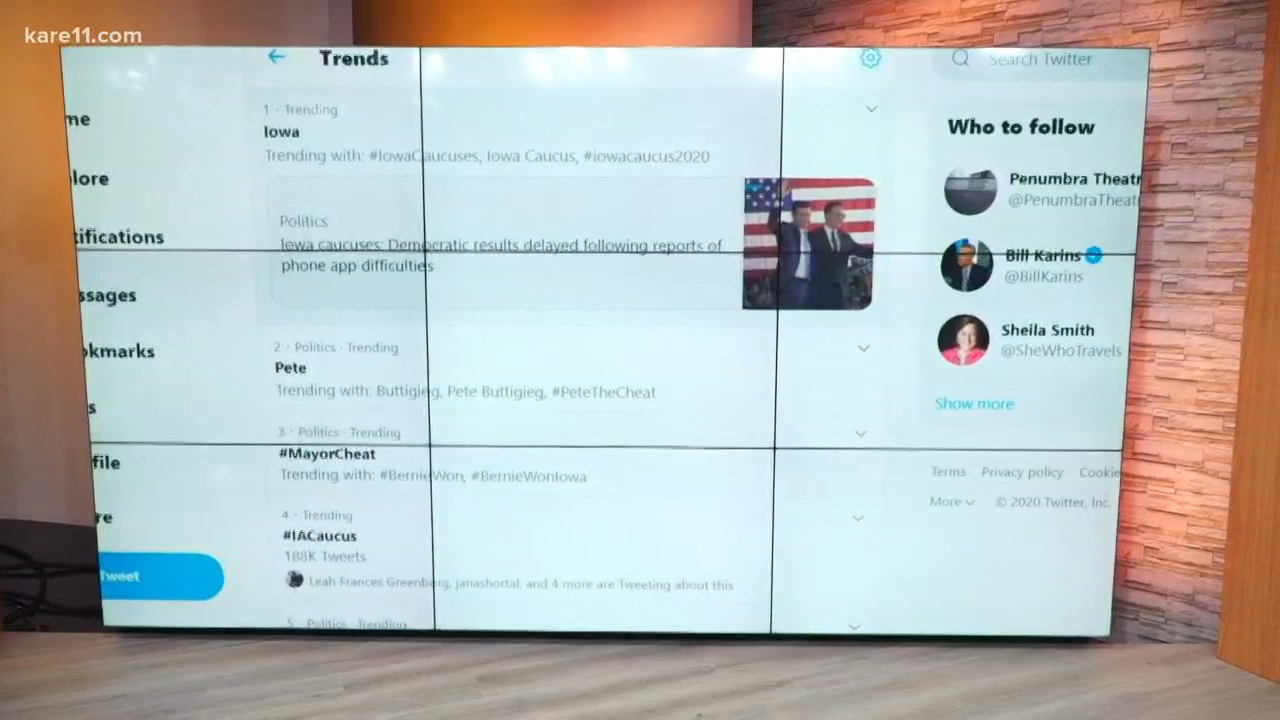 kare11.com
Trends
1 · Trending
Iowa
Trending with: #IowaCaucuses, Iowa Caucus, #iowacaucus2020
Politics
Iowa caucuses: Democratic results delayed following reports of
phone app difficulties
2 · Politics · Trending
Pete
Trending with: Buttigieg, Pete Buttigieg, #PeteTheCheat
3 · Politics · Trending
#MayorCheat
Trending with: #BernieWon, #BernieWonIowa
4 · Trending
#IACaucus
188K Tweets
Leah Frances Greenberg, janashortal, and 4 more are Tweeting about this
5 · Politics · Trending
me
lore
tifications
ssages
okmarks
s
file
re
Tweet
Search Twitter
Who to follow
Penumbra Theatr
@PenumbraTheat
Bill Karins
@BillKarins
Sheila Smith
@SheWhoTravels
Show more
Terms Privacy policy Cookie
More © 2020 Twitter, Inc.